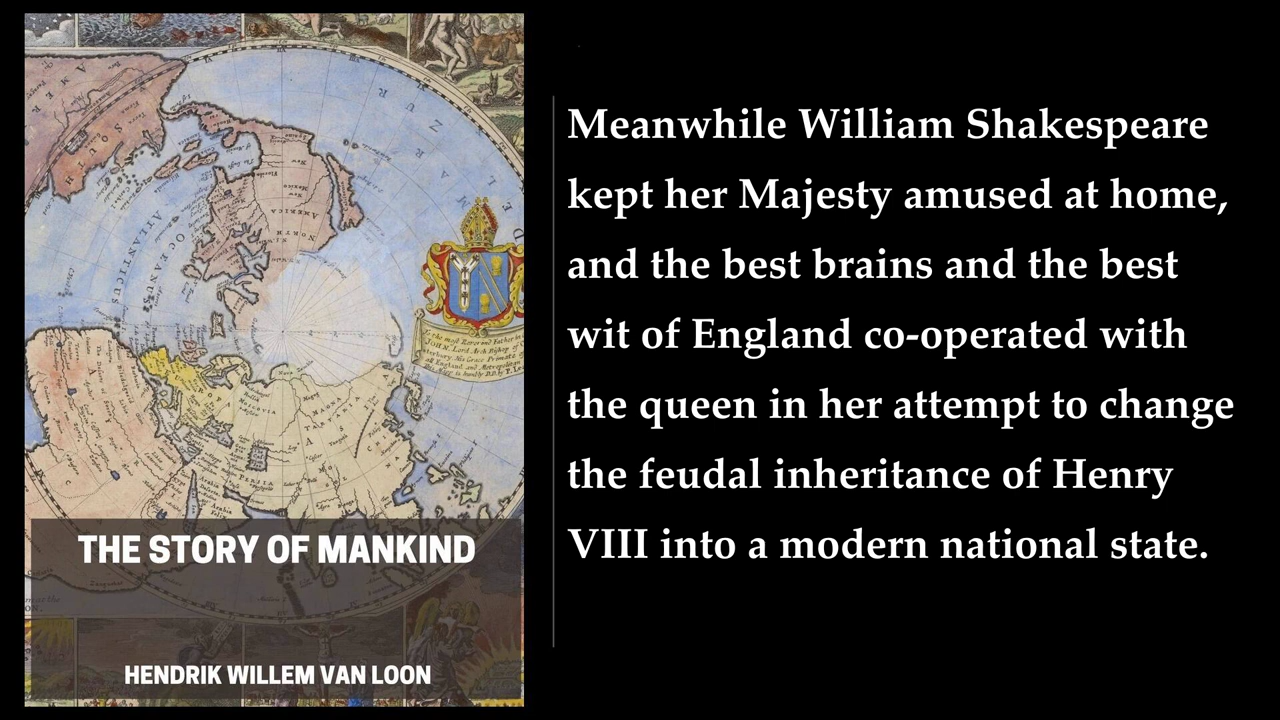 THE STORY OF MANKIND
HENDRIK WILLEM VAN LOON
Meanwhile William Shakespeare
kept her Majesty amused at home,
and the best brains and the best
wit of England co-operated with
the queen in her attempt to change
the feudal inheritance of Henry
VIII into a modern national state.